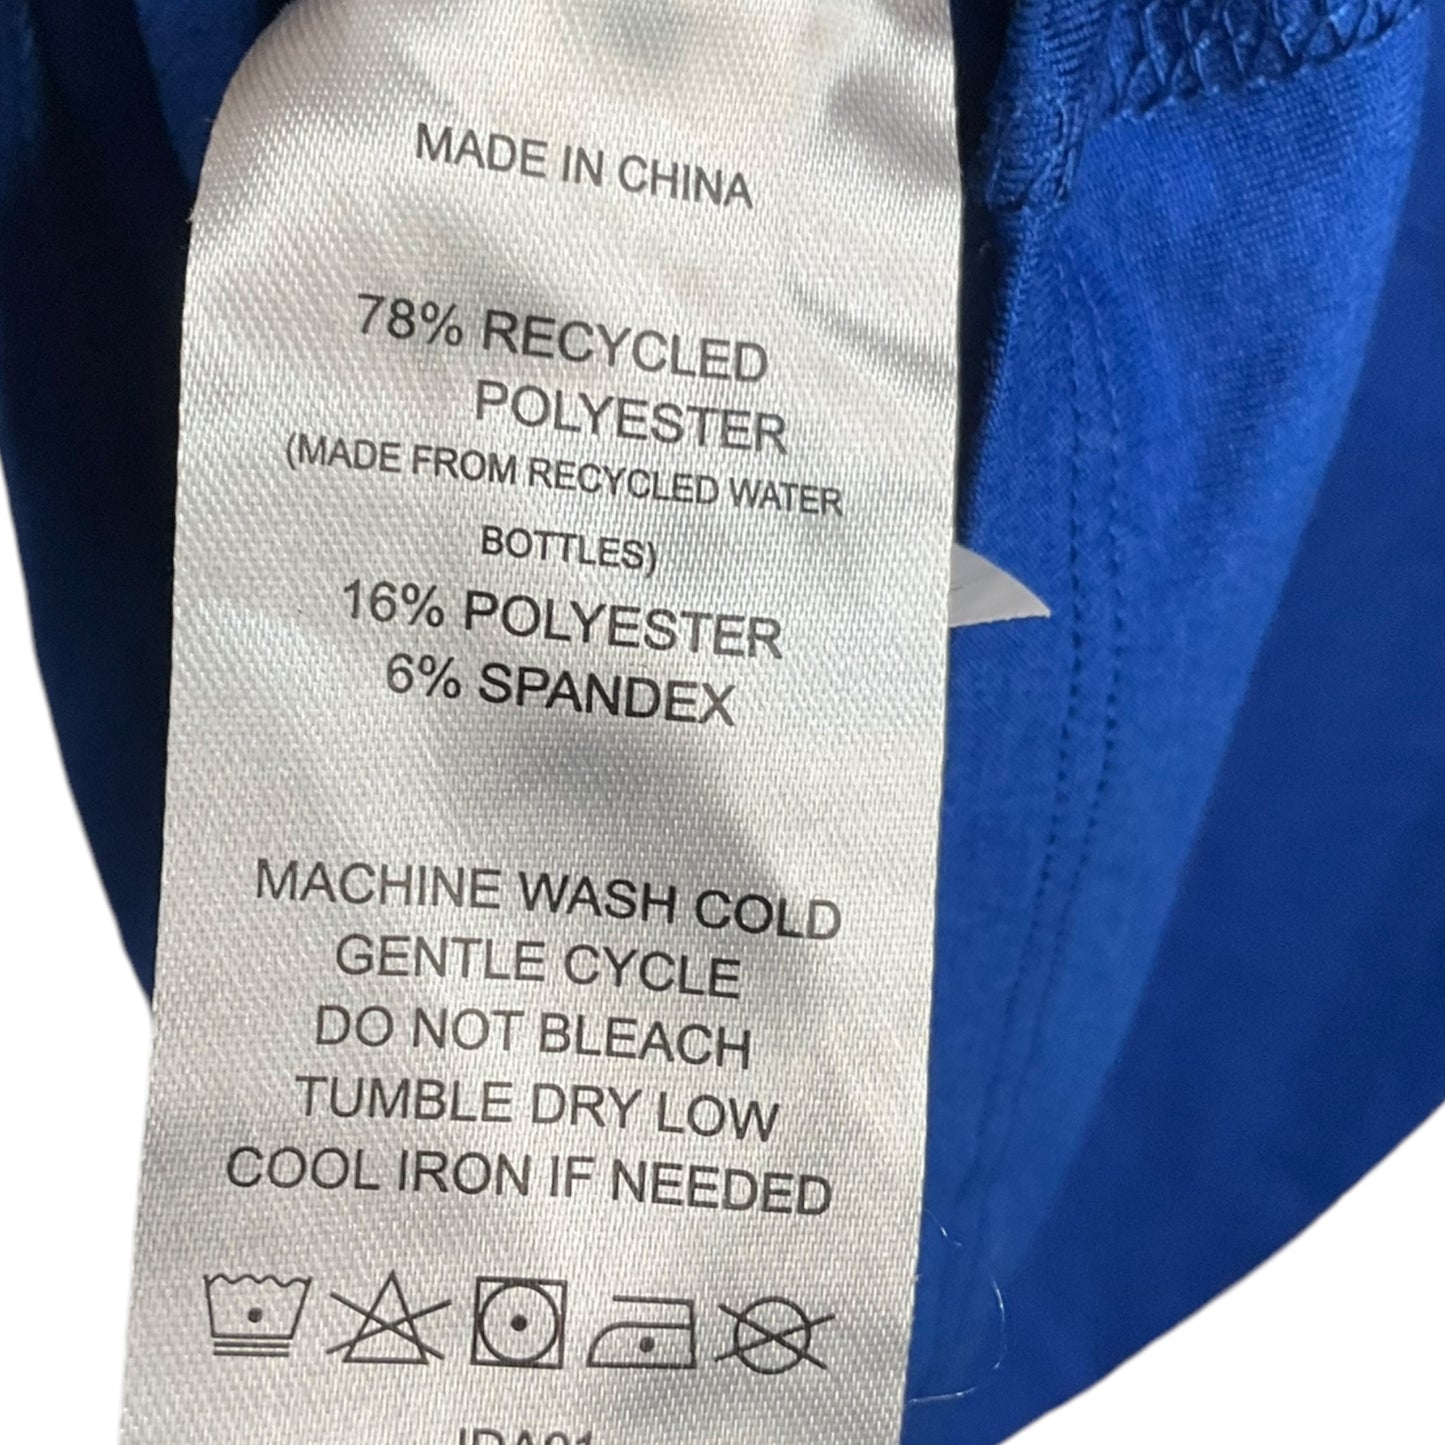 MADE IN CHINA
78% RECYCLED
POLYESTER
(MADE FROM RECYCLED WATER
BOTTLES)
16% POLYESTER
6% SPANDEX
MACHINE WASH COLD
GENTLE CYCLE
DO NOT BLEACH
TUMBLE DRY LOW
COOL IRON IF NEEDED